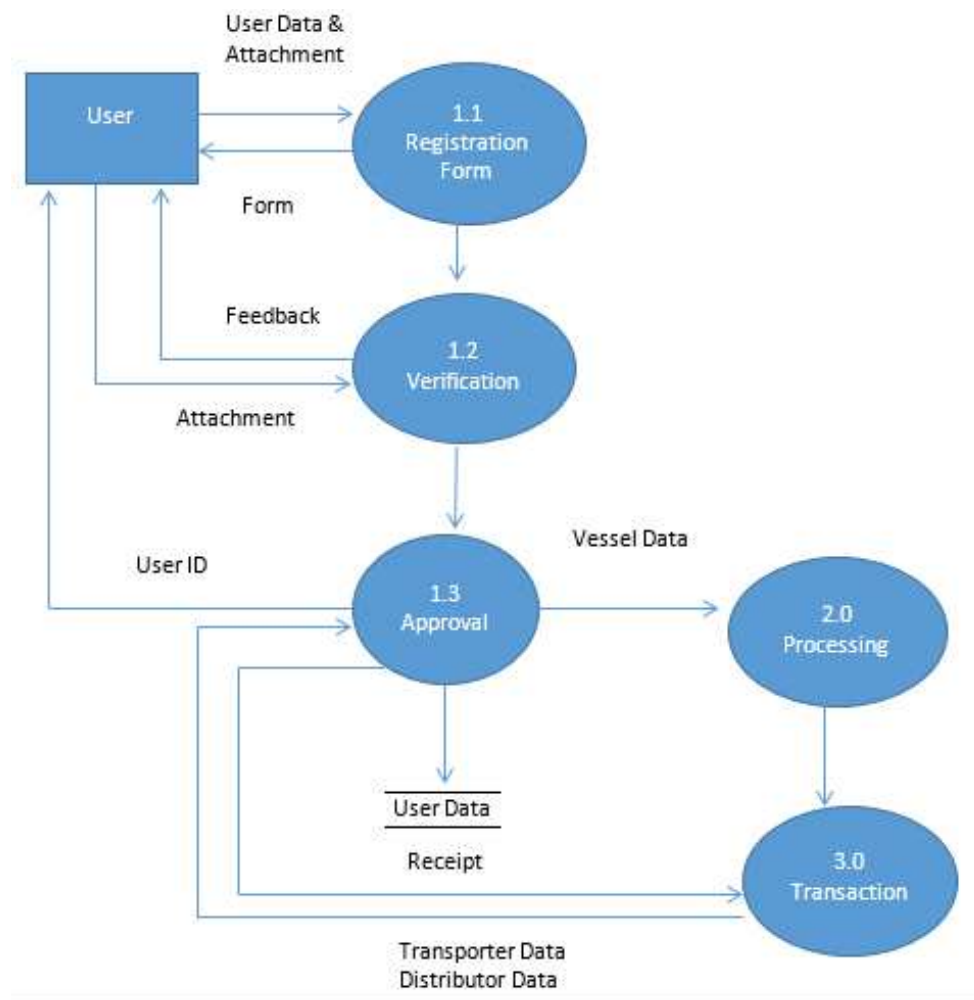 User Data &
Attachment
User
1.1
Registration
Form
Form
Feedback
1.2
Verification
Attachment
Vessel Data
User ID
1.3
Approval
2.0
Processing
User Data
Receipt
3.0
Transaction
Transporter Data
Distributor Data